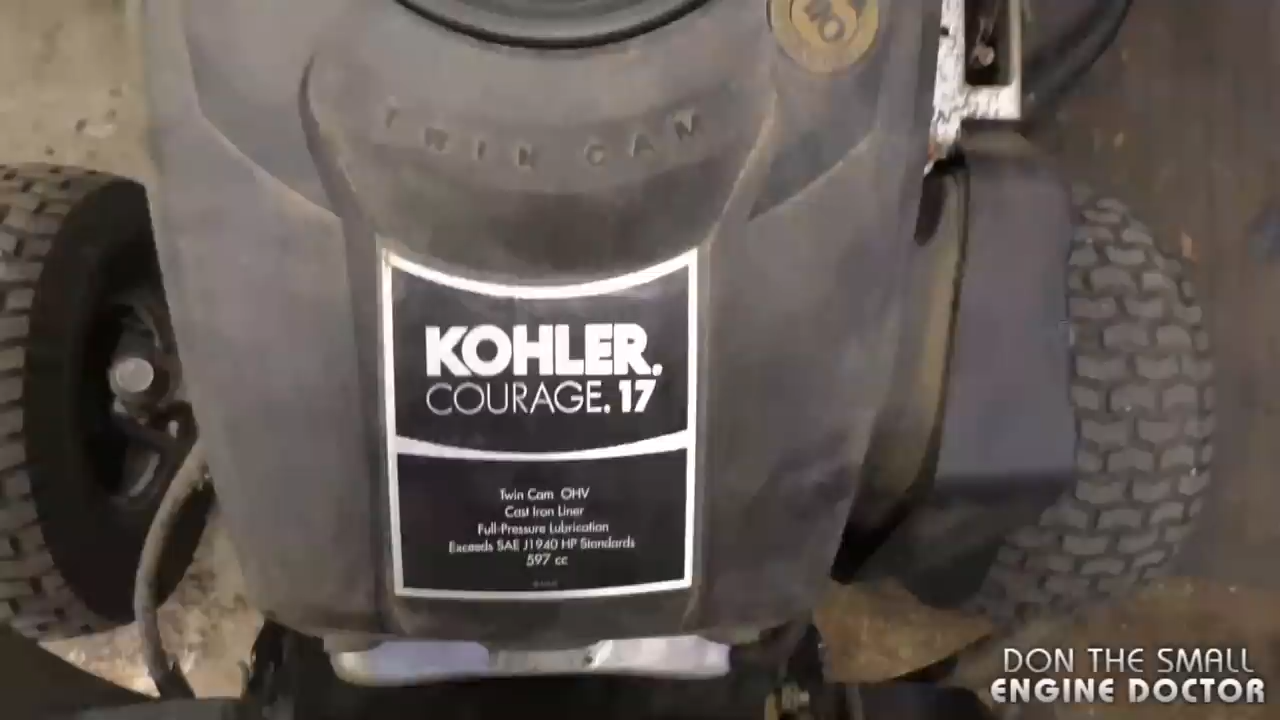 TWIN CAM
KOHLER.
COURAGE. 17
Twin Cam OHV
Cast Iron Liner
Full-Pressure Lubrication
Exceeds SAE J1940 HP Standards
597 cc
DON THE SMALL
ENGINE DOCTOR